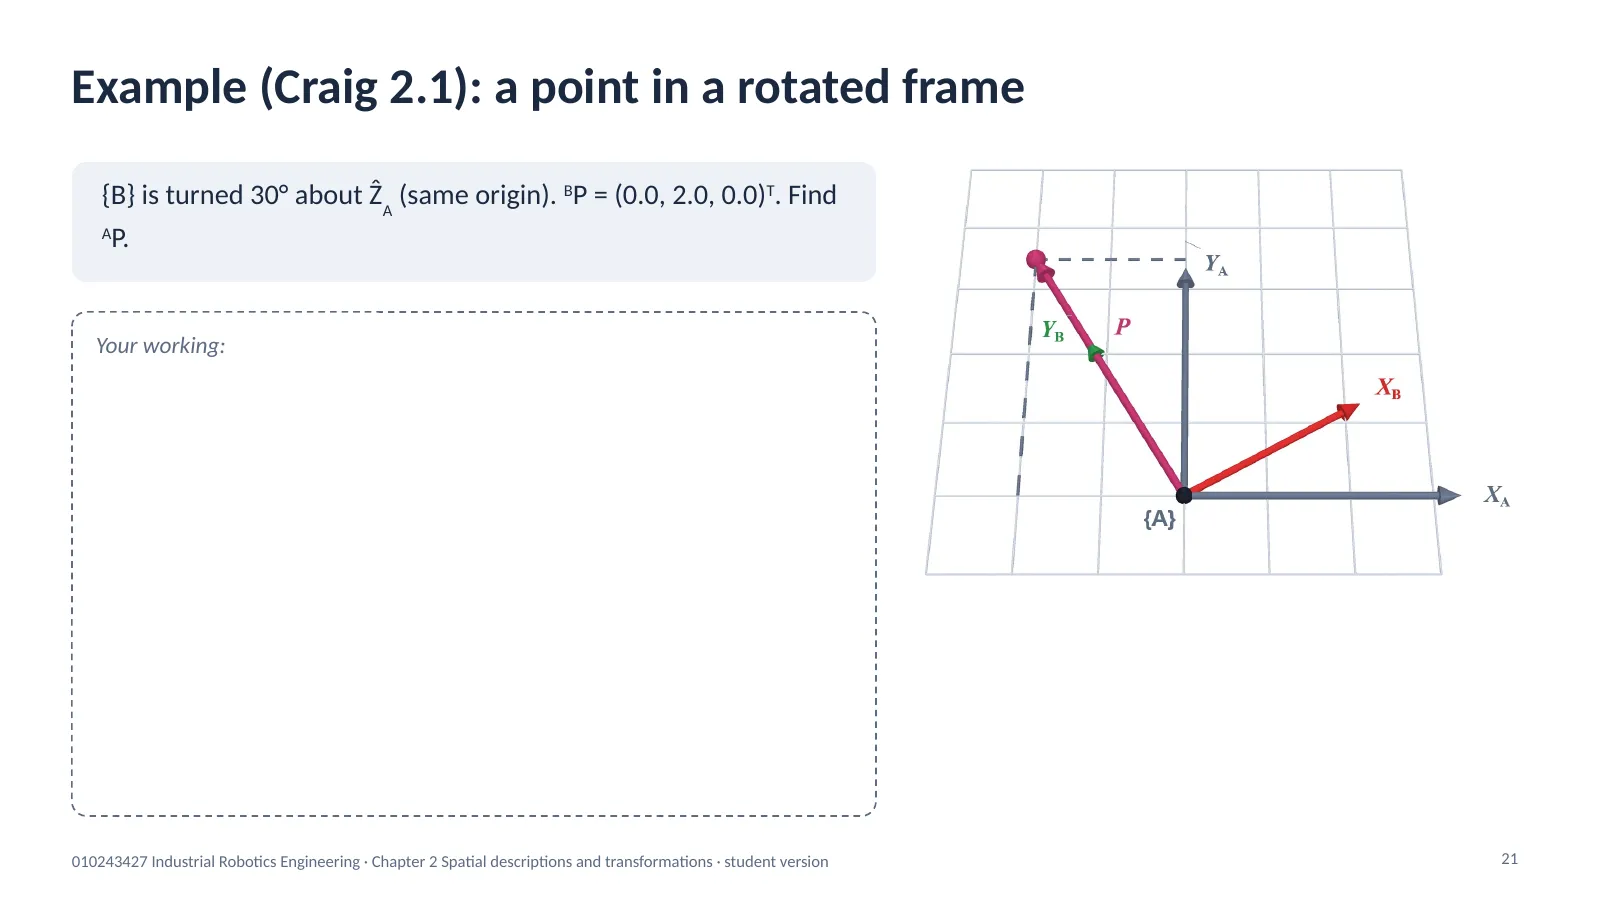 Example (Craig 2.1): a point in a rotated frame
{B} is turned 30° about Ẑ_A (same origin). ᴮP = (0.0, 2.0, 0.0)ᵀ. Find
ᴬP.
Your working:
Y_A
Y_B
P
X_B
X_A
{A}
010243427 Industrial Robotics Engineering · Chapter 2 Spatial descriptions and transformations · student version
21